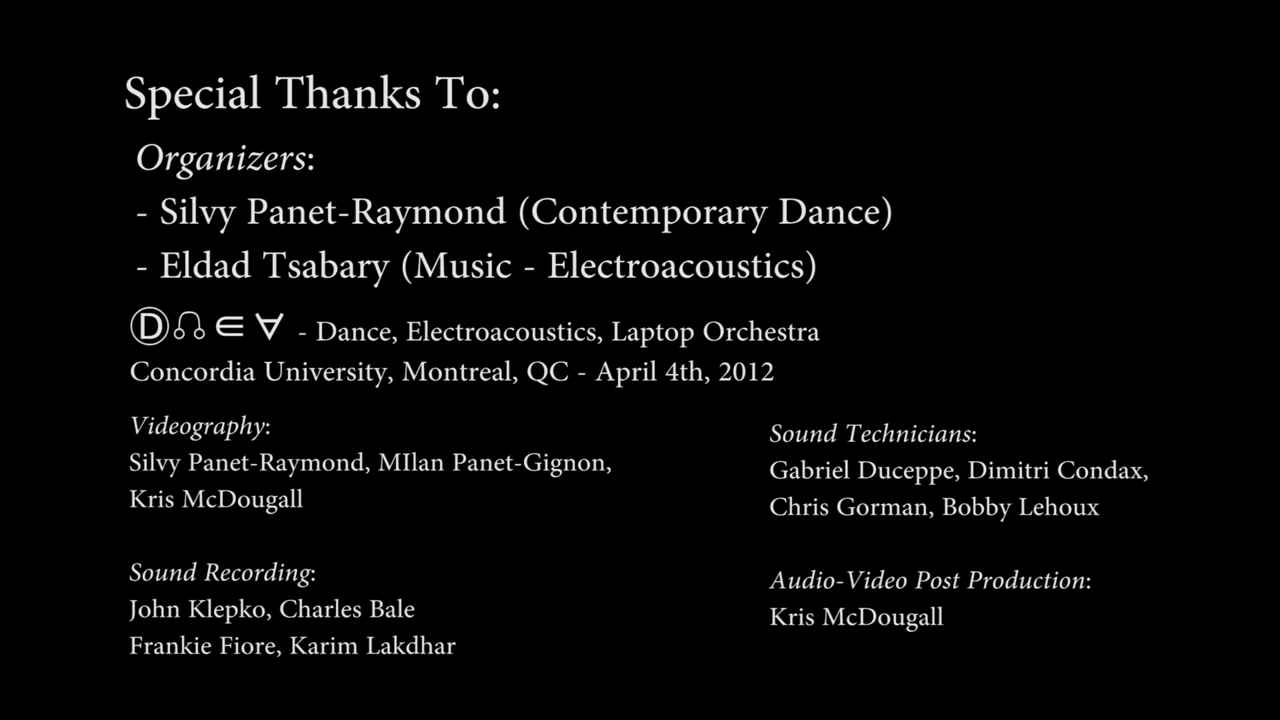 Special Thanks To:
Organizers:
- Silvy Panet-Raymond (Contemporary Dance)
- Eldad Tsabary (Music - Electroacoustics)
Ⓓ☊∈∀ - Dance, Electroacoustics, Laptop Orchestra
Concordia University, Montreal, QC - April 4th, 2012
Videography:
Silvy Panet-Raymond, MIlan Panet-Gignon,
Kris McDougall
Sound Recording:
John Klepko, Charles Bale
Frankie Fiore, Karim Lakdhar
Sound Technicians:
Gabriel Duceppe, Dimitri Condax,
Chris Gorman, Bobby Lehoux
Audio-Video Post Production:
Kris McDougall